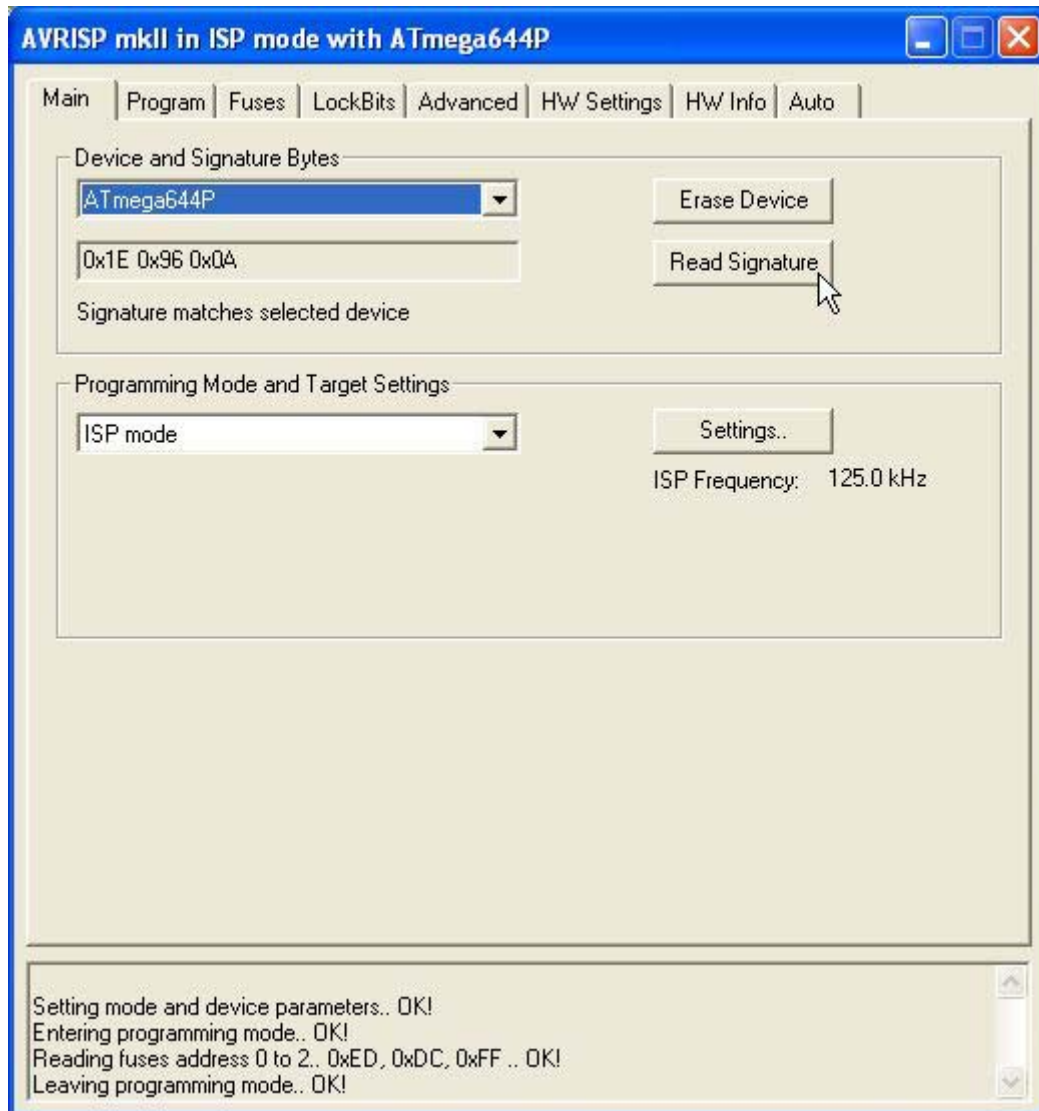 AVRISP mkII in ISP mode with ATmega644P
Main Program Fuses LockBits Advanced HW Settings HW Info Auto
Device and Signature Bytes
ATmega644P
Erase Device
0x1E 0x96 0x0A
Read Signature
Signature matches selected device
Programming Mode and Target Settings
ISP mode
Settings..
ISP Frequency: 125.0 kHz
Setting mode and device parameters.. OK!
Entering programming mode.. OK!
Reading fuses address 0 to 2.. 0xED, 0xDC, 0xFF .. OK!
Leaving programming mode.. OK!